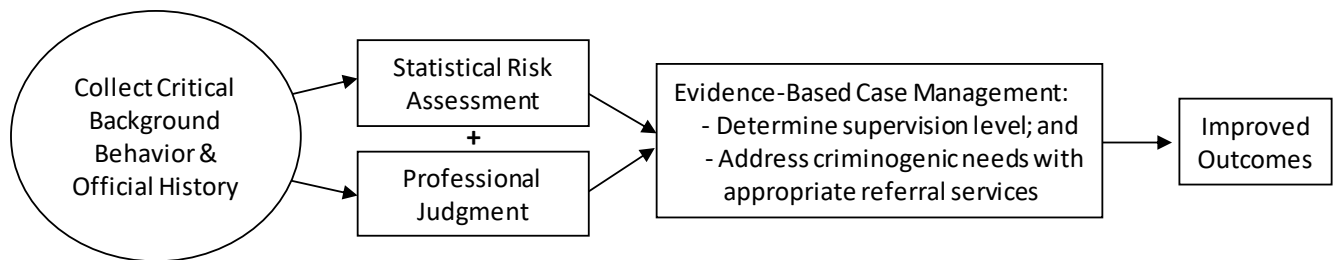 Collect Critical
Background
Behavior &
Official History
Statistical Risk
Assessment
+
Professional
Judgment
Evidence-Based Case Management:
- Determine supervision level; and
- Address criminogenic needs with
appropriate referral services
Improved
Outcomes